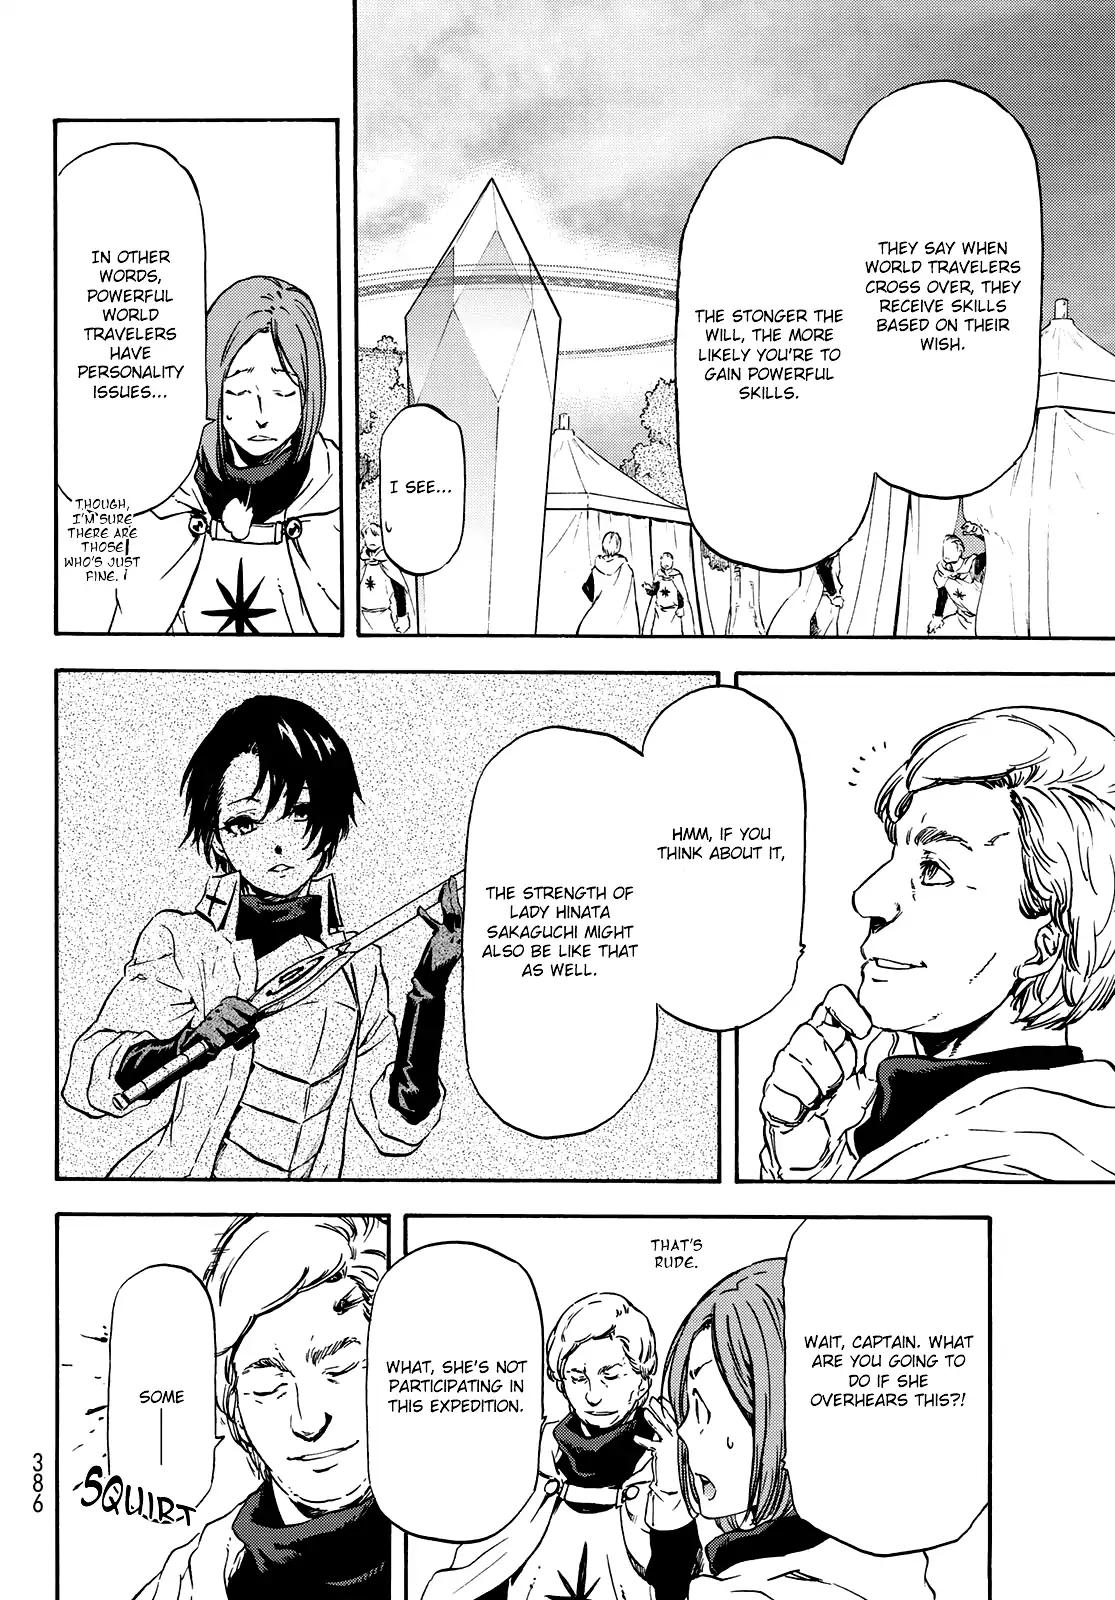 THEY SAY WHEN
WORLD TRAVELERS
CROSS OVER, THEY
RECEIVE SKILLS
BASED ON THEIR
WISH.
THE STONGER THE
WILL, THE MORE
LIKELY YOU'RE TO
GAIN POWERFUL
SKILLS.
I SEE...
IN OTHER
WORDS,
POWERFUL
WORLD
TRAVELERS
HAVE
PERSONALITY
ISSUES...
THOUGH,
I'M SURE
THERE ARE
THOSE
WHO'S JUST
FINE.
HMM, IF YOU
THINK ABOUT IT,
THE STRENGTH OF
LADY HINATA
SAKAGUCHI MIGHT
ALSO BE LIKE THAT
AS WELL.
WAIT, CAPTAIN. WHAT
ARE YOU GOING TO
DO IF SHE
OVERHEARS THIS?!
THAT'S
RUDE.
WHAT, SHE'S NOT
PARTICIPATING IN
THIS EXPEDITION.
SOME
SQUIRT
386